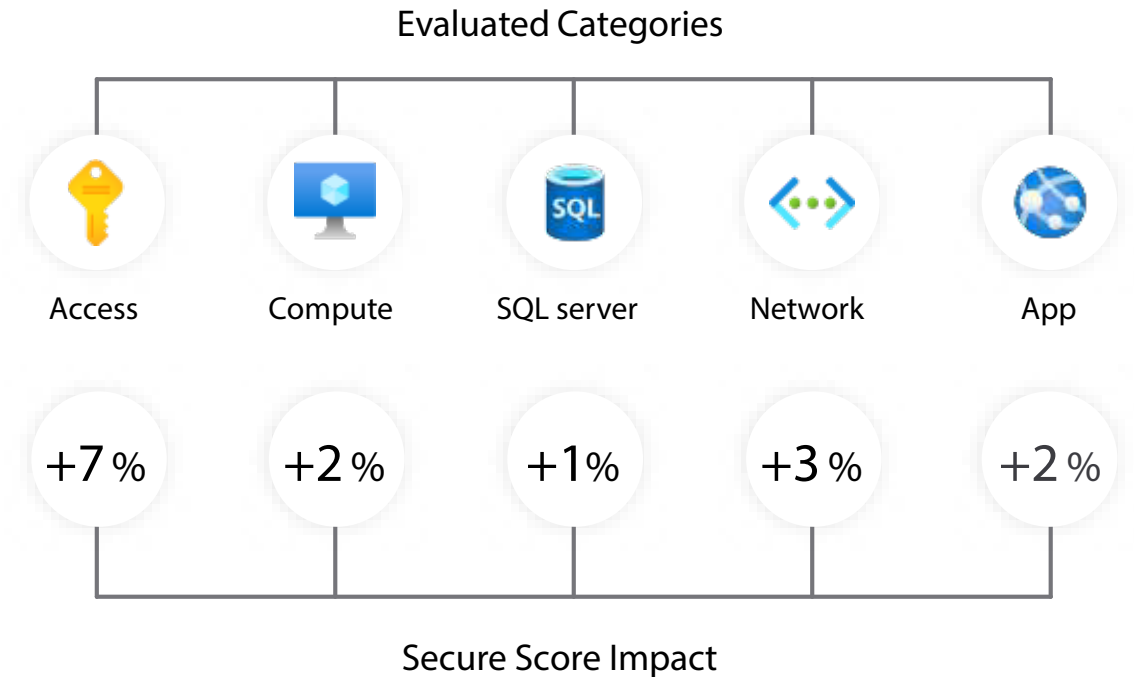 Evaluated Categories
SQL
Access
Compute
SQL server
Network
App
+7 %
+2 %
+1%
+3 %
+2 %
Secure Score Impact